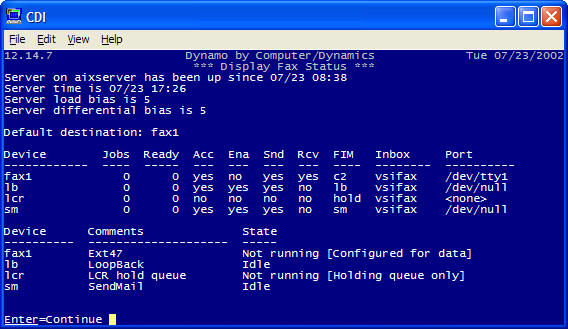 CDI
File Edit View Help
12.14.7 Dynamo by Computer/Dynamics Tue 07/23/2002
*** Display Fax Status ***
Server on aixserver has been up since 07/23 08:38
Server time is 07/23 17:26
Server load bias is 5
Server differential bias is 5
Default destination: fax1
Device Jobs Ready Acc Ena Snd Rcv FIM Inbox Port
----------- ---- ----- --- --- --- --- ---- -------- ----------
fax1 0 0 yes no yes yes c2 vsifax /dev/tty1
lb 0 0 yes yes yes no lb vsifax /dev/null
lcr 0 0 no no no no hold vsifax <none>
sm 0 0 yes yes yes no sm vsifax /dev/null
Device Comments State
---------- -------------------- -----
fax1 Ext47 Not running [Configured for data]
lb LoopBack Idle
lcr LCR hold queue Not running [Holding queue only]
sm SendMail Idle
Enter=Continue